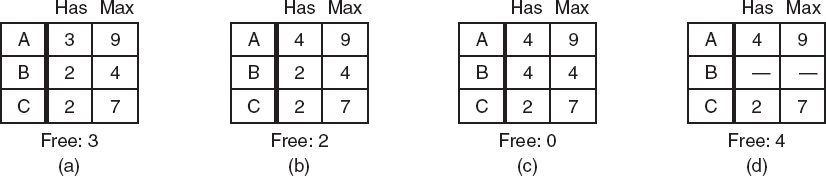 Has Max
A 3 9
B 2 4
C 2 7
Free: 3
(a)
Has Max
A 4 9
B 2 4
C 2 7
Free: 2
(b)
Has Max
A 4 9
B 4 4
C 2 7
Free: 0
(c)
Has Max
A 4 9
B — —
C 2 7
Free: 4
(d)